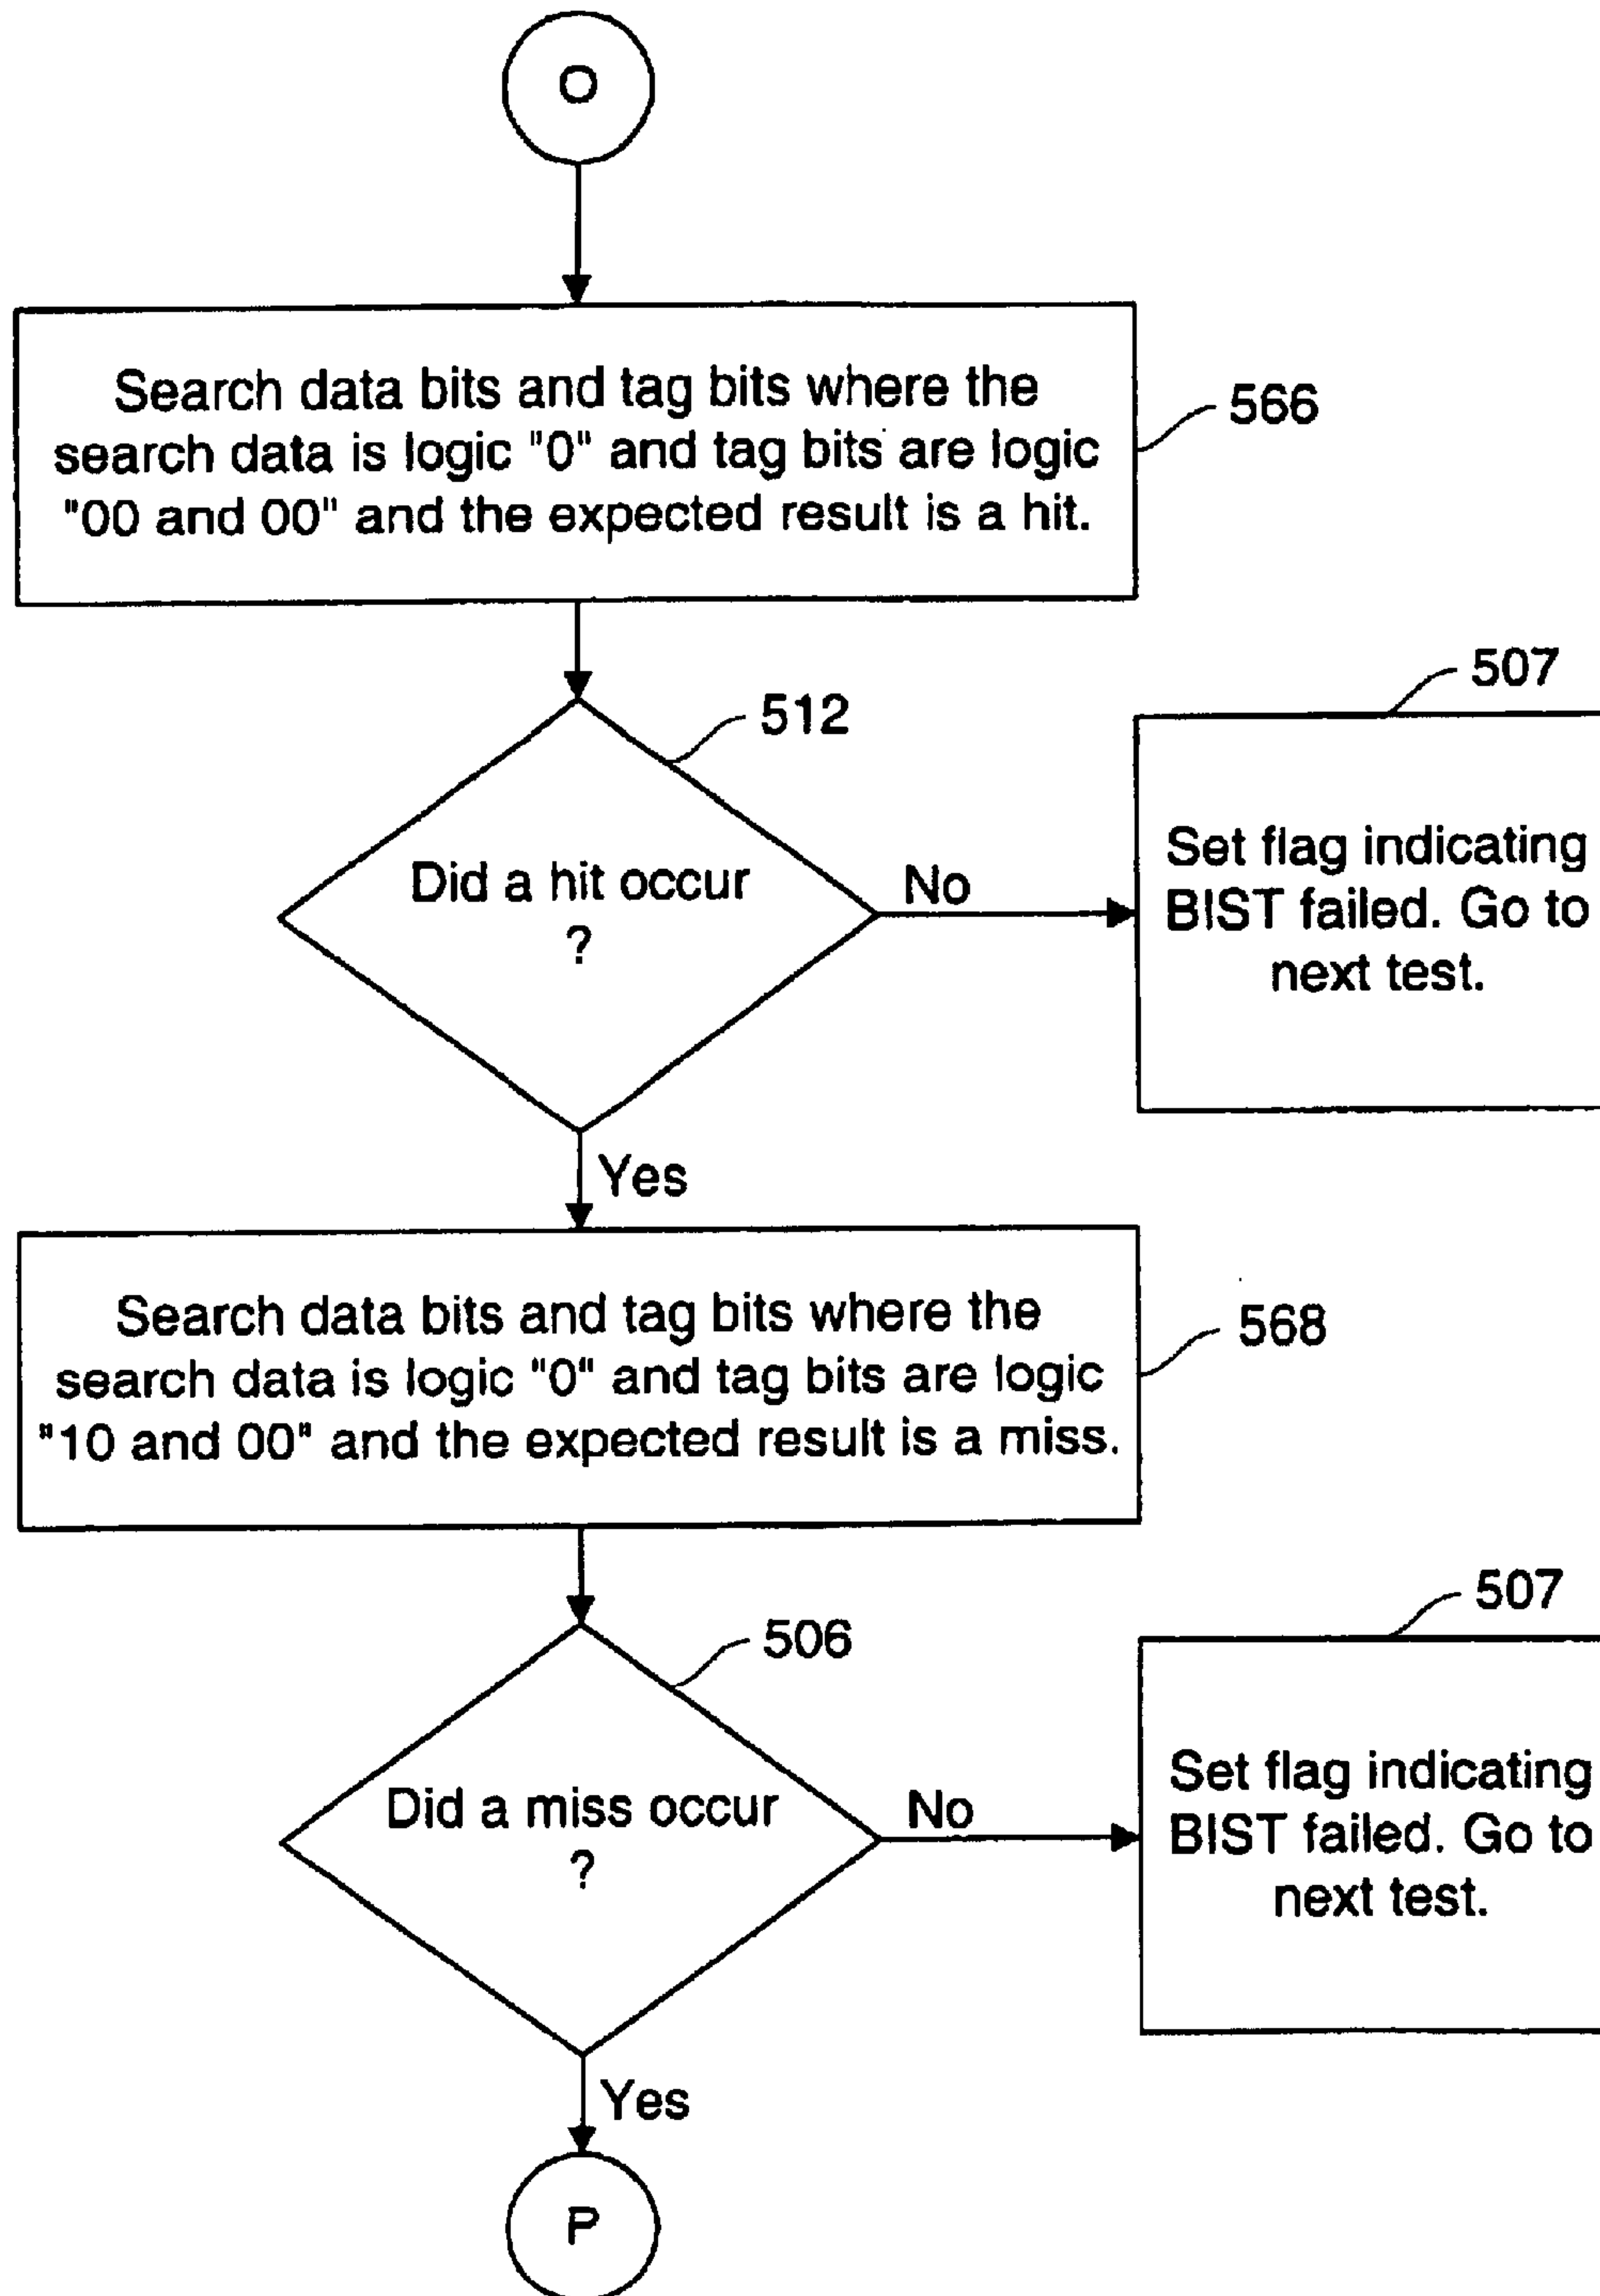 O
Search data bits and tag bits where the
search data is logic "0" and tag bits are logic
"00 and 00" and the expected result is a hit.
566
512
Did a hit occur
?
No
507
Set flag indicating
BIST failed. Go to
next test.
Yes
Search data bits and tag bits where the
search data is logic "0" and tag bits are logic
"10 and 00" and the expected result is a miss.
568
506
Did a miss occur
?
No
507
Set flag indicating
BIST failed. Go to
next test.
Yes
P